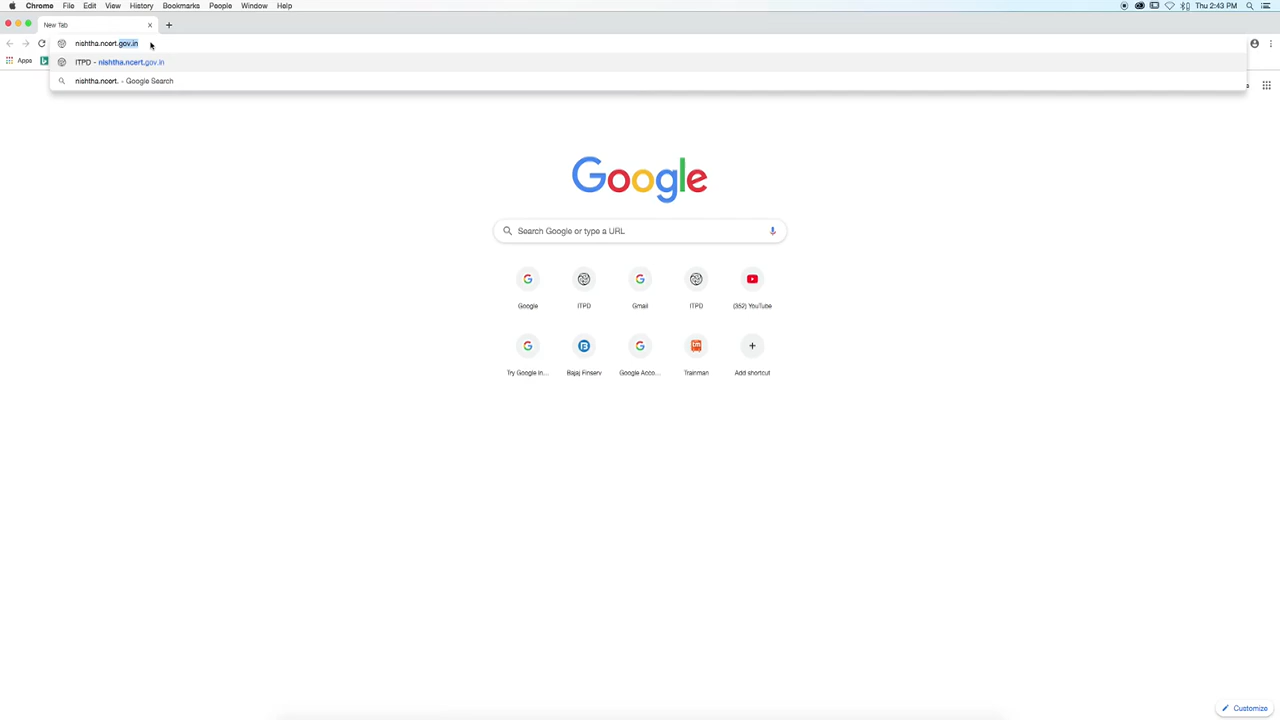 Chrome File Edit View History Bookmarks People Window Help Thu 2:43 PM
New Tab
nishtha.ncert.gov.in
Apps
ITPD - nishtha.ncert.gov.in
nishtha.ncert. - Google Search
Google
Search Google or type a URL
Google ITPD Gmail ITPD (352) YouTube
Try Google In... Bajaj Finserv Google Acco... Trainman Add shortcut
Customize